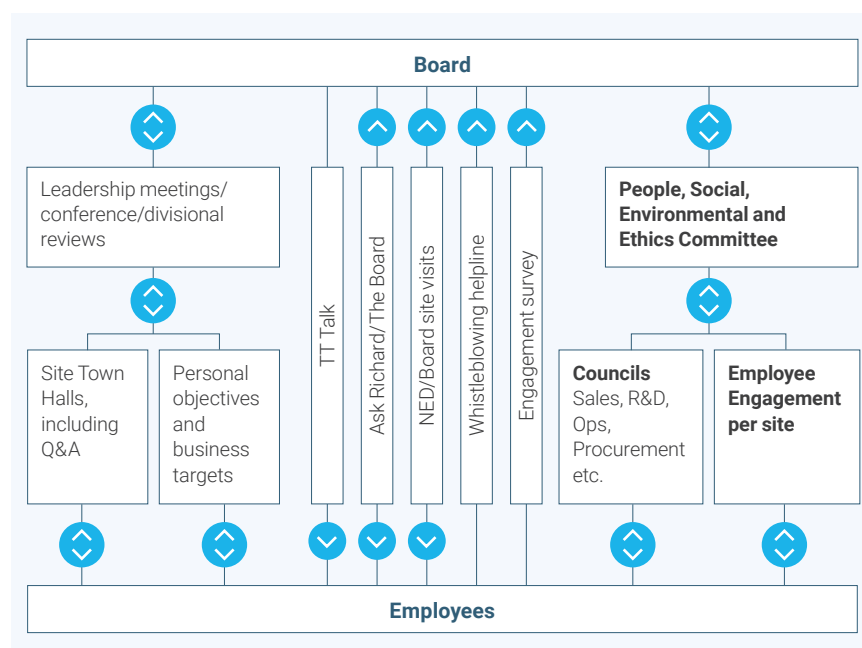 Board
Leadership meetings/
conference/divisional
reviews
People, Social,
Environmental and
Ethics Committee
TT Talk
Ask Richard/The Board
NED/Board site visits
Whistleblowing helpline
Engagement survey
Site Town
Halls,
including
Q&A
Personal
objectives
and
business
targets
Councils
Sales, R&D,
Ops,
Procurement
etc.
Employee
Engagement
per site
Employees